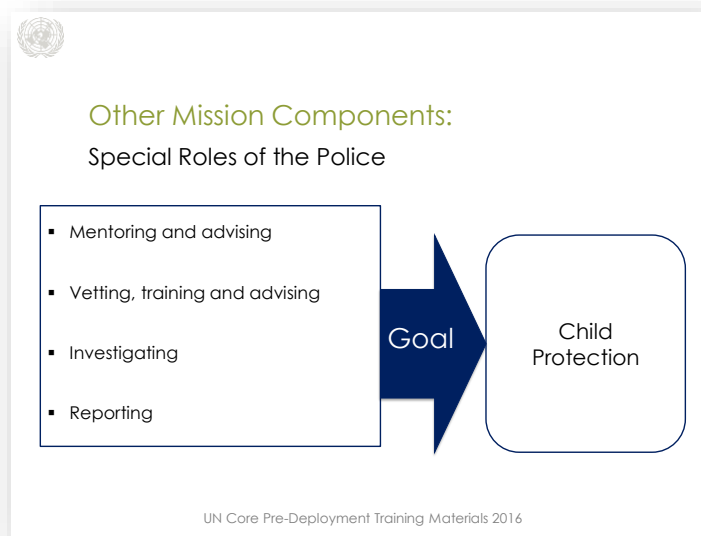 Other Mission Components:
Special Roles of the Police
▪ Mentoring and advising
▪ Vetting, training and advising
▪ Investigating
▪ Reporting
Goal
Child
Protection
UN Core Pre-Deployment Training Materials 2016